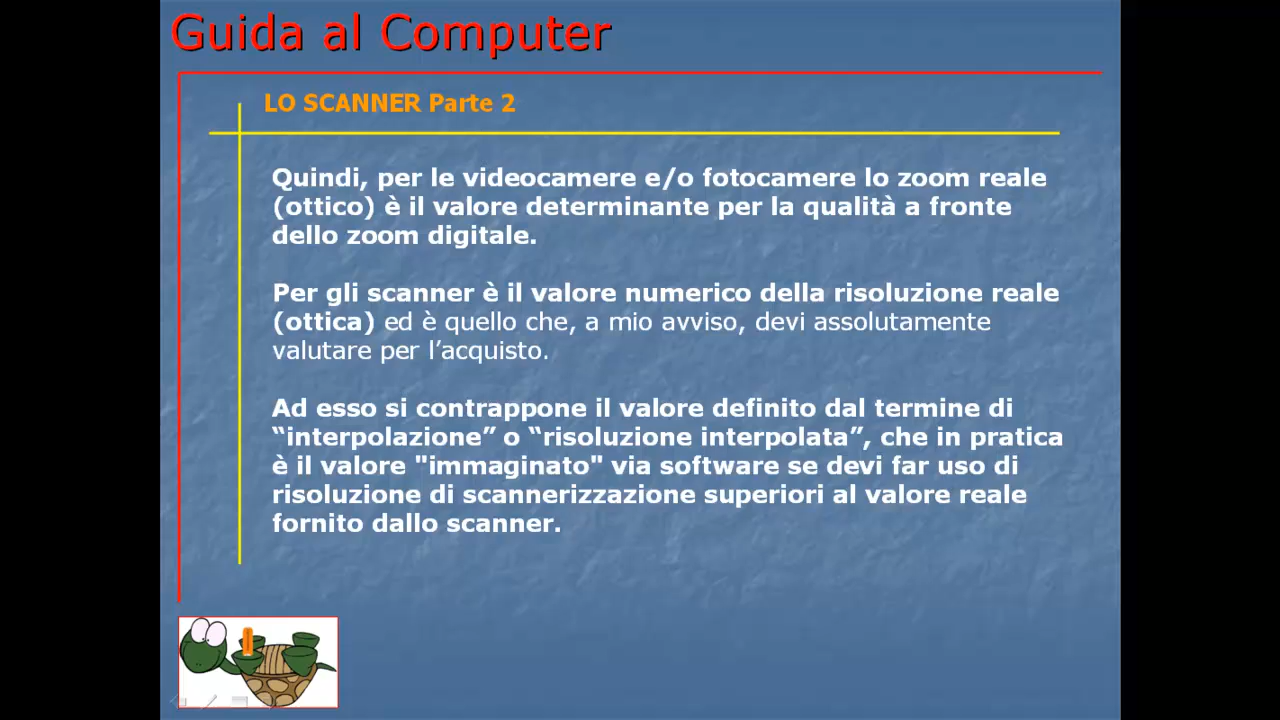 Guida al Computer
LO SCANNER Parte 2
Quindi, per le videocamere e/o fotocamere lo zoom reale
(ottico) è il valore determinante per la qualità a fronte
dello zoom digitale.
Per gli scanner è il valore numerico della risoluzione reale
(ottica) ed è quello che, a mio avviso, devi assolutamente
valutare per l’acquisto.
Ad esso si contrappone il valore definito dal termine di
“interpolazione” o “risoluzione interpolata”, che in pratica
è il valore "immaginato" via software se devi far uso di
risoluzione di scannerizzazione superiori al valore reale
fornito dallo scanner.